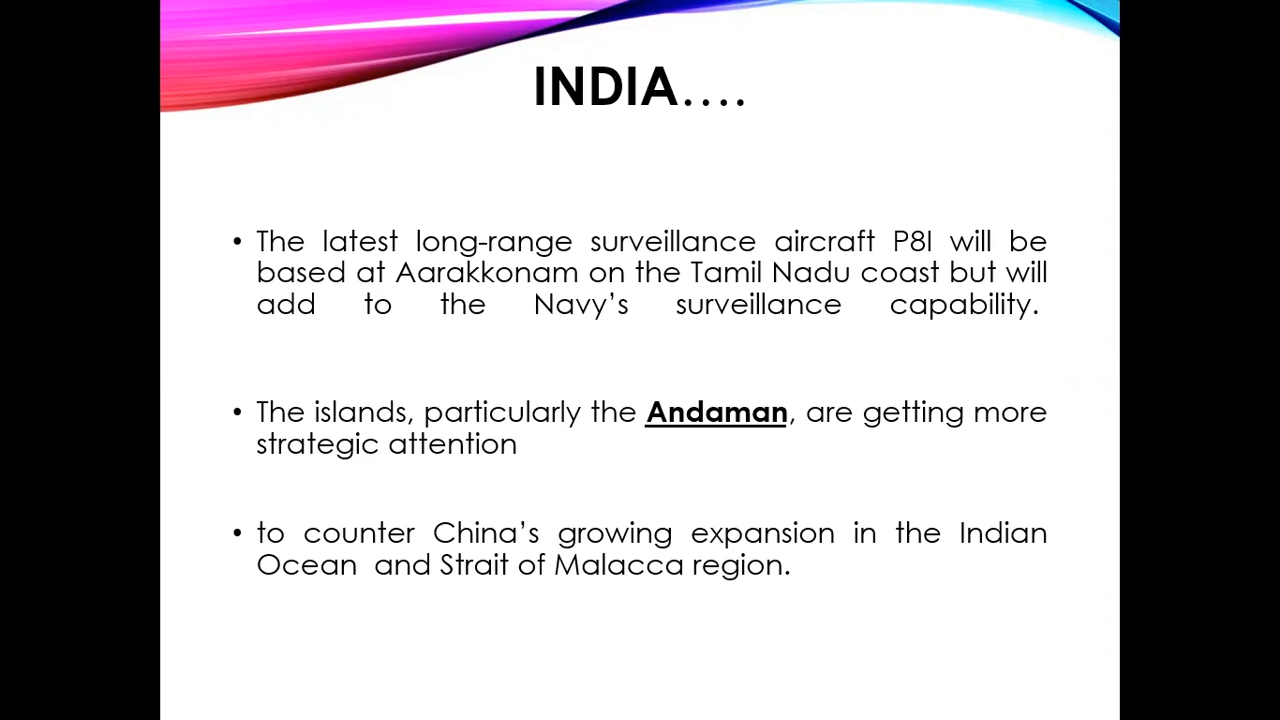 INDIA....
• The latest long-range surveillance aircraft P8I will be
based at Aarakkonam on the Tamil Nadu coast but will
add to the Navy’s surveillance capability.
• The islands, particularly the Andaman, are getting more
strategic attention
• to counter China’s growing expansion in the Indian
Ocean and Strait of Malacca region.